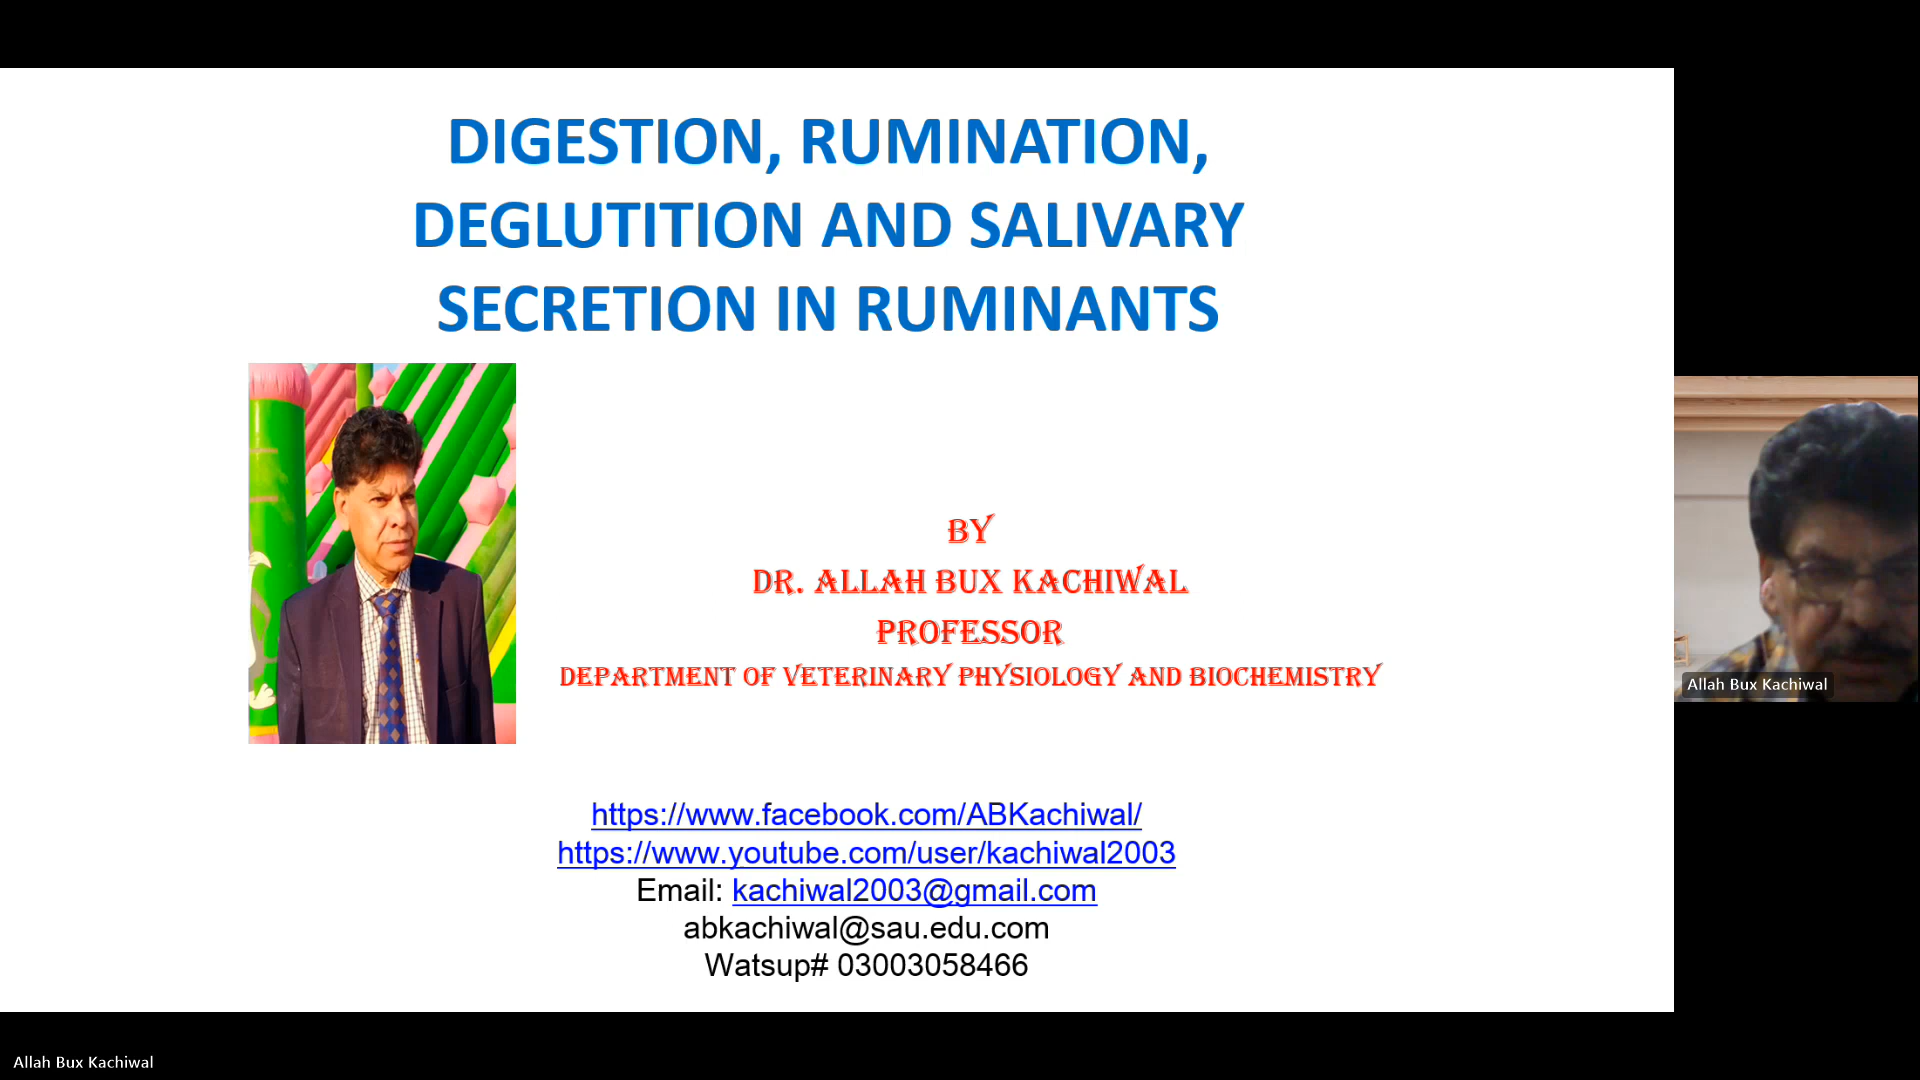 DIGESTION, RUMINATION,
DEGLUTITION AND SALIVARY
SECRETION IN RUMINANTS
BY
DR. ALLAH BUX KACHIWAL
PROFESSOR
DEPARTMENT OF VETERINARY PHYSIOLOGY AND BIOCHEMISTRY
https://www.facebook.com/ABKachiwal/
https://www.youtube.com/user/kachiwal2003
Email: kachiwal2003@gmail.com
abkachiwal@sau.edu.com
Watsup# 03003058466
Allah Bux Kachiwal
Allah Bux Kachiwal